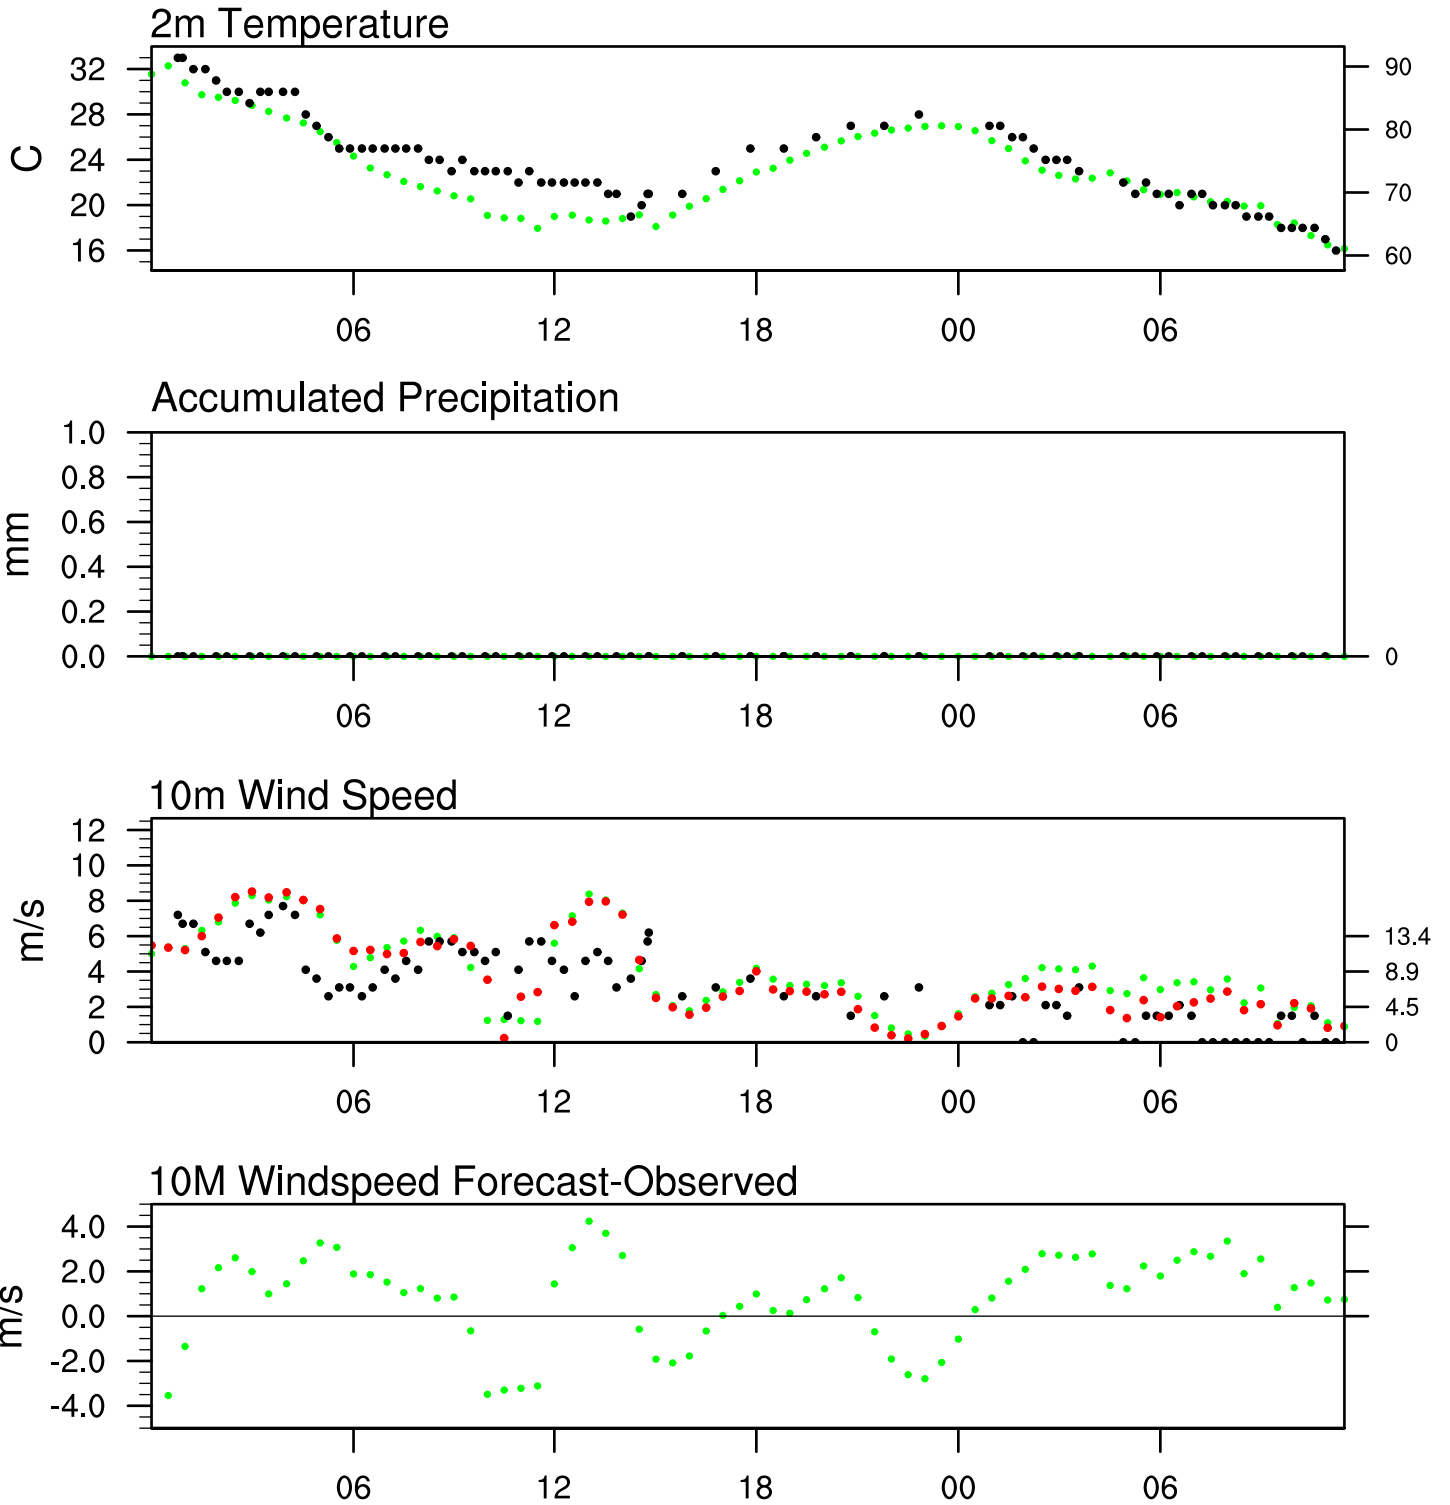 2m Temperature
C
32
28
24
20
16
90
80
70
60
06 12 18 00 06
Accumulated Precipitation
mm
1.0
0.8
0.6
0.4
0.2
0.0
0
06 12 18 00 06
10m Wind Speed
m/s
12
10
8
6
4
2
0
13.4
8.9
4.5
0
06 12 18 00 06
10M Windspeed Forecast-Observed
m/s
4.0
2.0
0.0
-2.0
-4.0
06 12 18 00 06